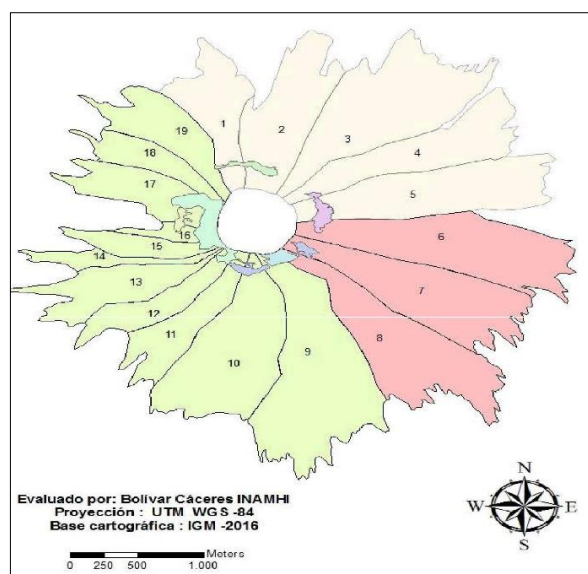 1
2
3
4
5
6
7
8
9
10
11
12
13
14
15
16
17
18
19
Evaluado por: Bolívar Cáceres INAMHI
Proyección : UTM WGS -84
Base cartográfica : IGM -2016
Meters
0 250 500 1.000
N
W E
S